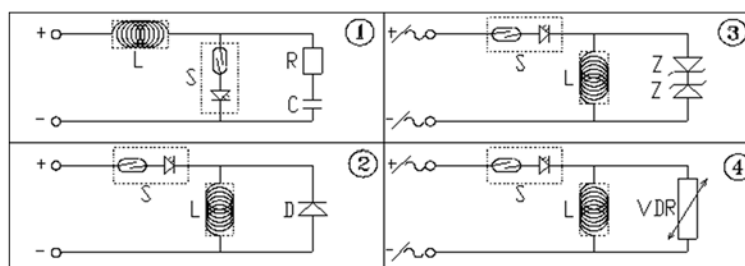 + L S R C - 1
+ S L D - 2
+/~ S L Z Z -/~ 3
+/~ S L VDR -/~ 4